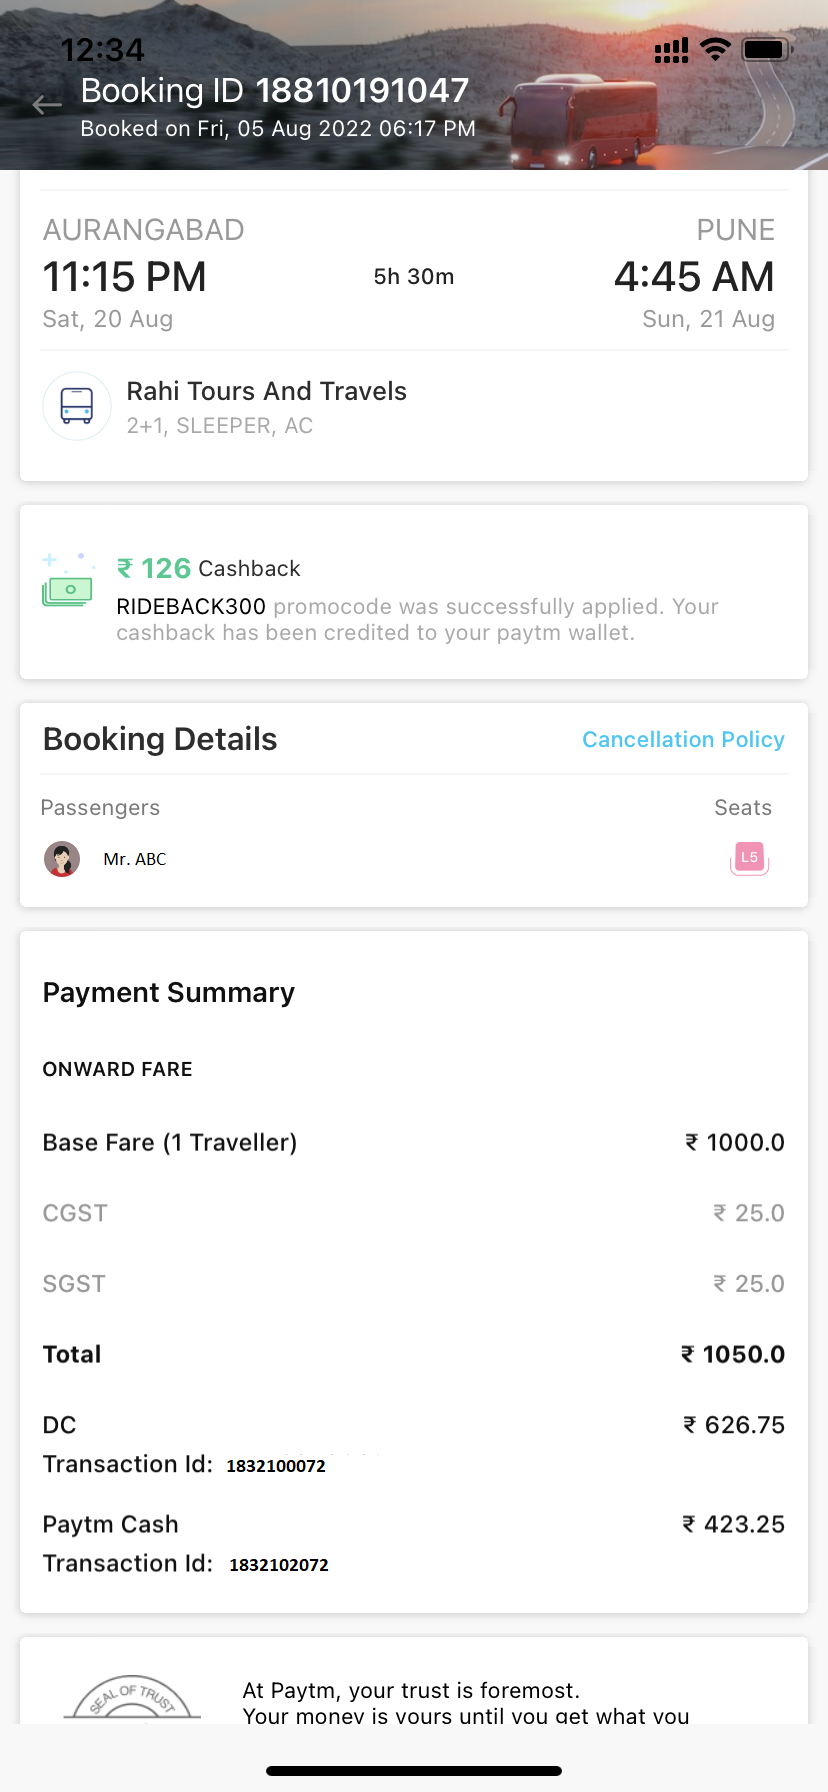 12:34
Booking ID 18810191047
Booked on Fri, 05 Aug 2022 06:17 PM
AURANGABAD PUNE
11:15 PM 5h 30m 4:45 AM
Sat, 20 Aug Sun, 21 Aug
Rahi Tours And Travels
2+1, SLEEPER, AC
₹ 126 Cashback
RIDEBACK300 promocode was successfully applied. Your
cashback has been credited to your paytm wallet.
Booking Details Cancellation Policy
Passengers Seats
Mr. ABC L5
Payment Summary
ONWARD FARE
Base Fare (1 Traveller) ₹ 1000.0
CGST ₹ 25.0
SGST ₹ 25.0
Total ₹ 1050.0
DC ₹ 626.75
Transaction Id: 1832100072
Paytm Cash ₹ 423.25
Transaction Id: 1832102072
SEAL OF TRUST
At Paytm, your trust is foremost.
Your money is yours until you get what you